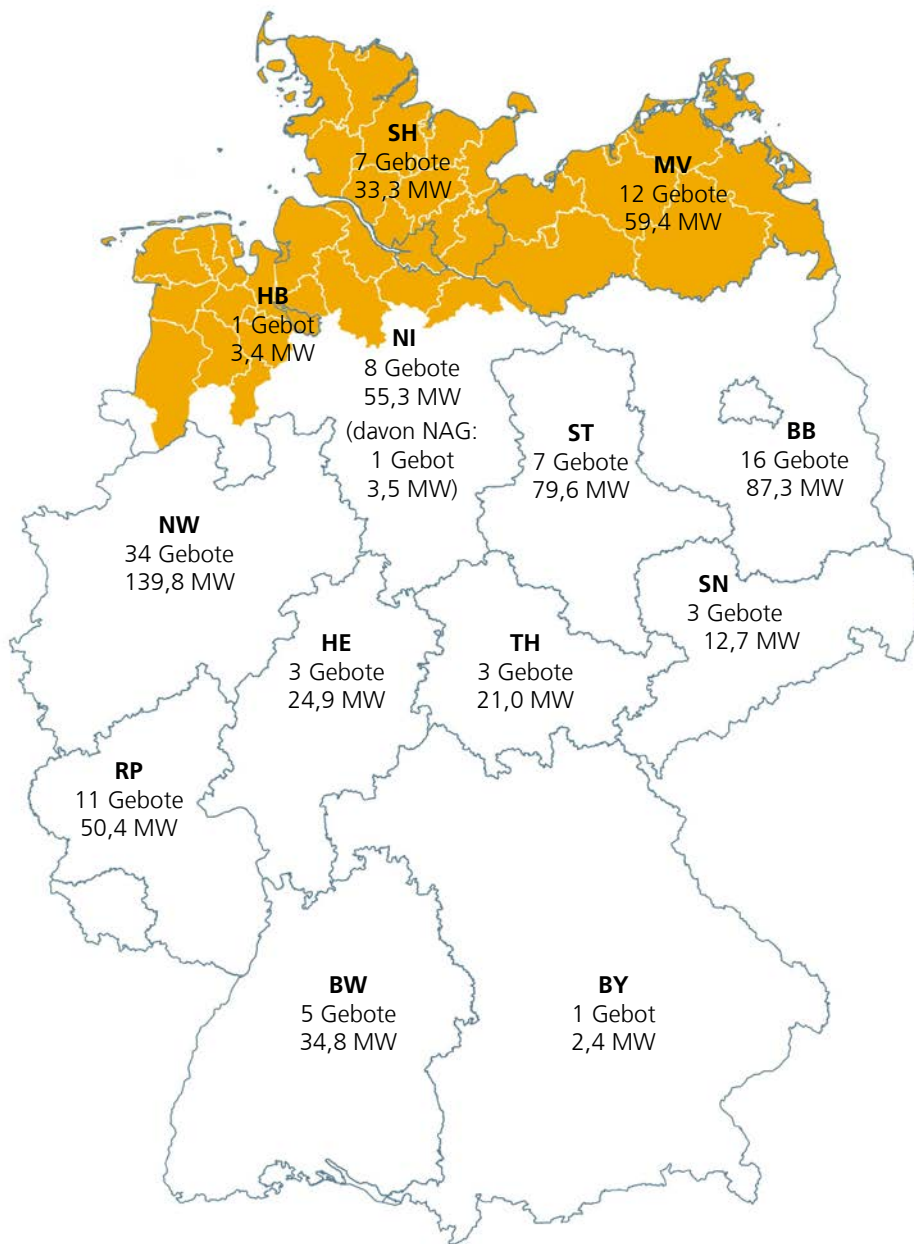 SH
7 Gebote
33,3 MW
MV
12 Gebote
59,4 MW
HB
1 Gebot
3,4 MW
NI
8 Gebote
55,3 MW
(davon NAG:
1 Gebot
3,5 MW)
ST
7 Gebote
79,6 MW
BB
16 Gebote
87,3 MW
NW
34 Gebote
139,8 MW
SN
3 Gebote
12,7 MW
HE
3 Gebote
24,9 MW
TH
3 Gebote
21,0 MW
RP
11 Gebote
50,4 MW
BW
5 Gebote
34,8 MW
BY
1 Gebot
2,4 MW